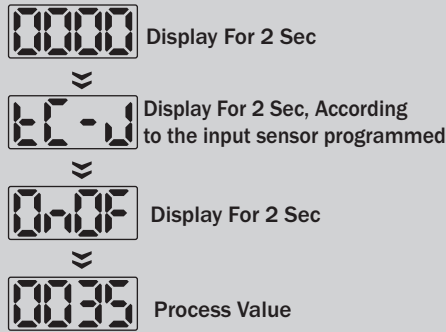 0000 Display For 2 Sec
tC-J Display For 2 Sec, According
to the input sensor programmed
OnOF Display For 2 Sec
0035 Process Value